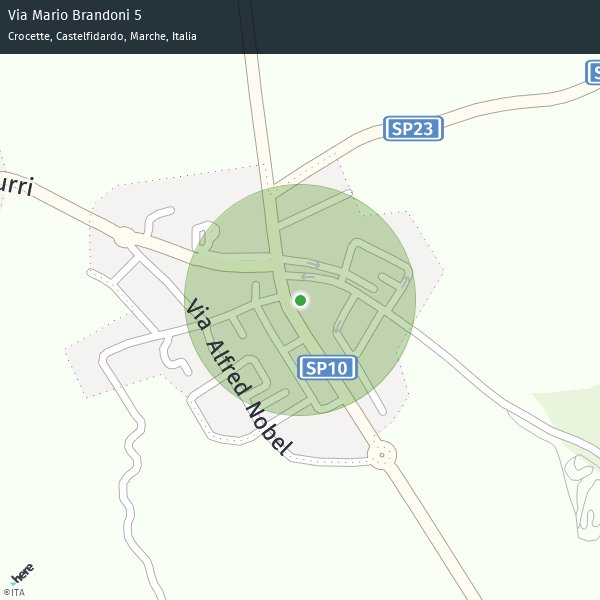 Via Mario Brandoni 5
Crocette, Castelfidardo, Marche, Italia
S
SP23
urri
Via Alfred Nobel
SP10
here
©ITA